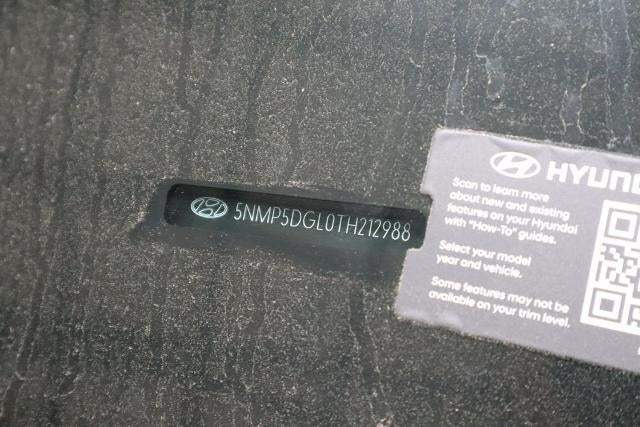 5NMP5DGL0TH212988
HYUN
Scan to learn more
about new and existing
features on your Hyundai
with "How-To" guides.
Select your model
year and vehicle.
Some features may not be
available on your trim level.